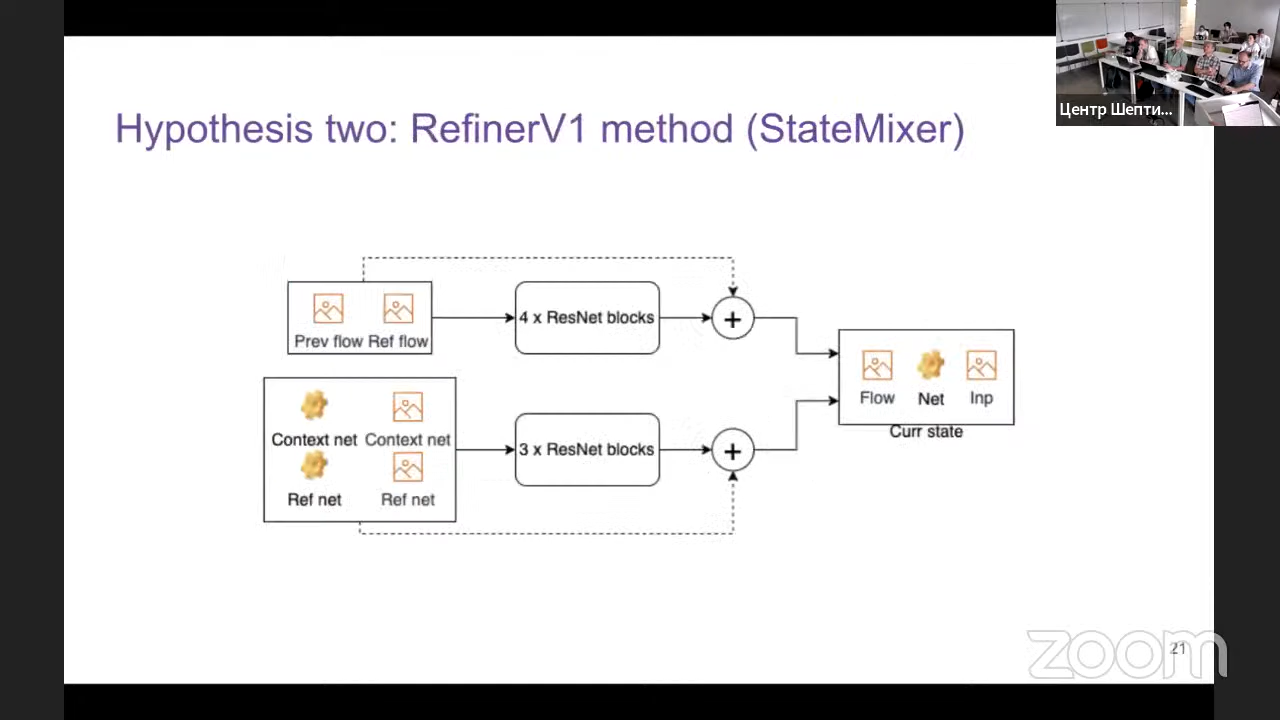 Центр Шепти...
Hypothesis two: RefinerV1 method (StateMixer)
Prev flow Ref flow
4 x ResNet blocks
+
Context net Context net
Ref net Ref net
3 x ResNet blocks
+
Flow Net Inp
Curr state
zoom
21